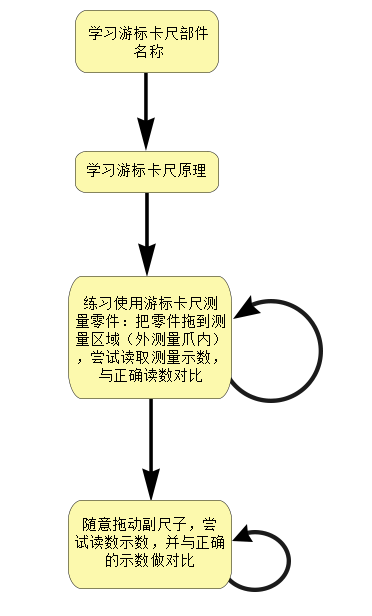 学习游标卡尺部件
名称
学习游标卡尺原理
练习使用游标卡尺测
量零件：把零件拖到测
量区域（外测量爪内）
，尝试读取测量示数，
与正确读数对比
随意拖动副尺子，尝
试读数示数，并与正确
的示数做对比